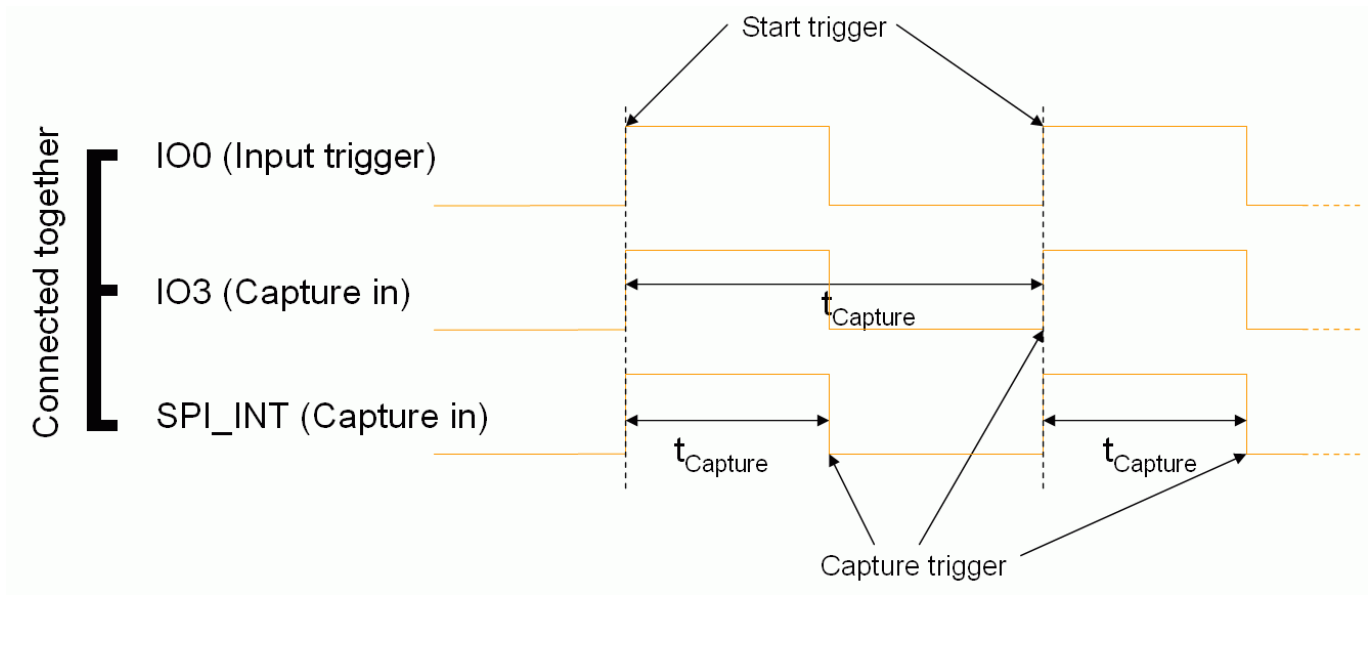 Start trigger
Connected together
IO0 (Input trigger)
IO3 (Capture in)
tCapture
SPI_INT (Capture in)
tCapture
tCapture
Capture trigger